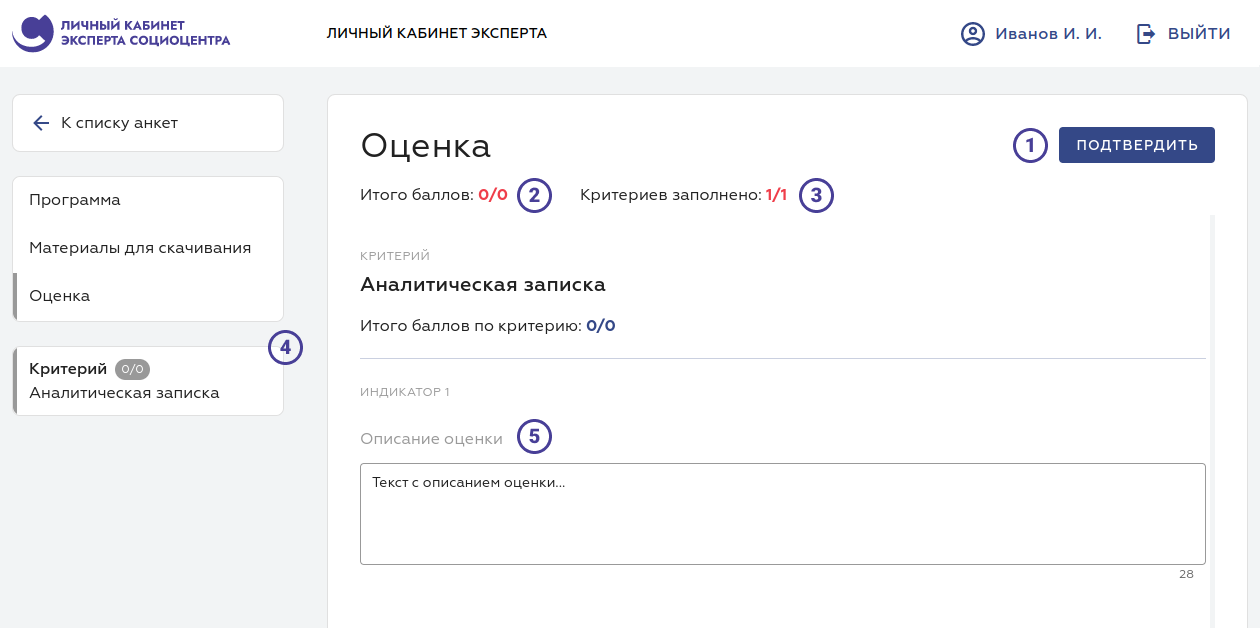 ЛИЧНЫЙ КАБИНЕТ
ЭКСПЕРТА СОЦИОЦЕНТРА
ЛИЧНЫЙ КАБИНЕТ ЭКСПЕРТА
Иванов И. И.
ВЫЙТИ
К списку анкет
Программа
Материалы для скачивания
Оценка
4
Критерий 0/0
Аналитическая записка
Оценка
1
ПОДТВЕРДИТЬ
Итого баллов: 0/0 2 Критериев заполнено: 1/1 3
КРИТЕРИЙ
Аналитическая записка
Итого баллов по критерию: 0/0
ИНДИКАТОР 1
Описание оценки 5
Текст с описанием оценки...
28